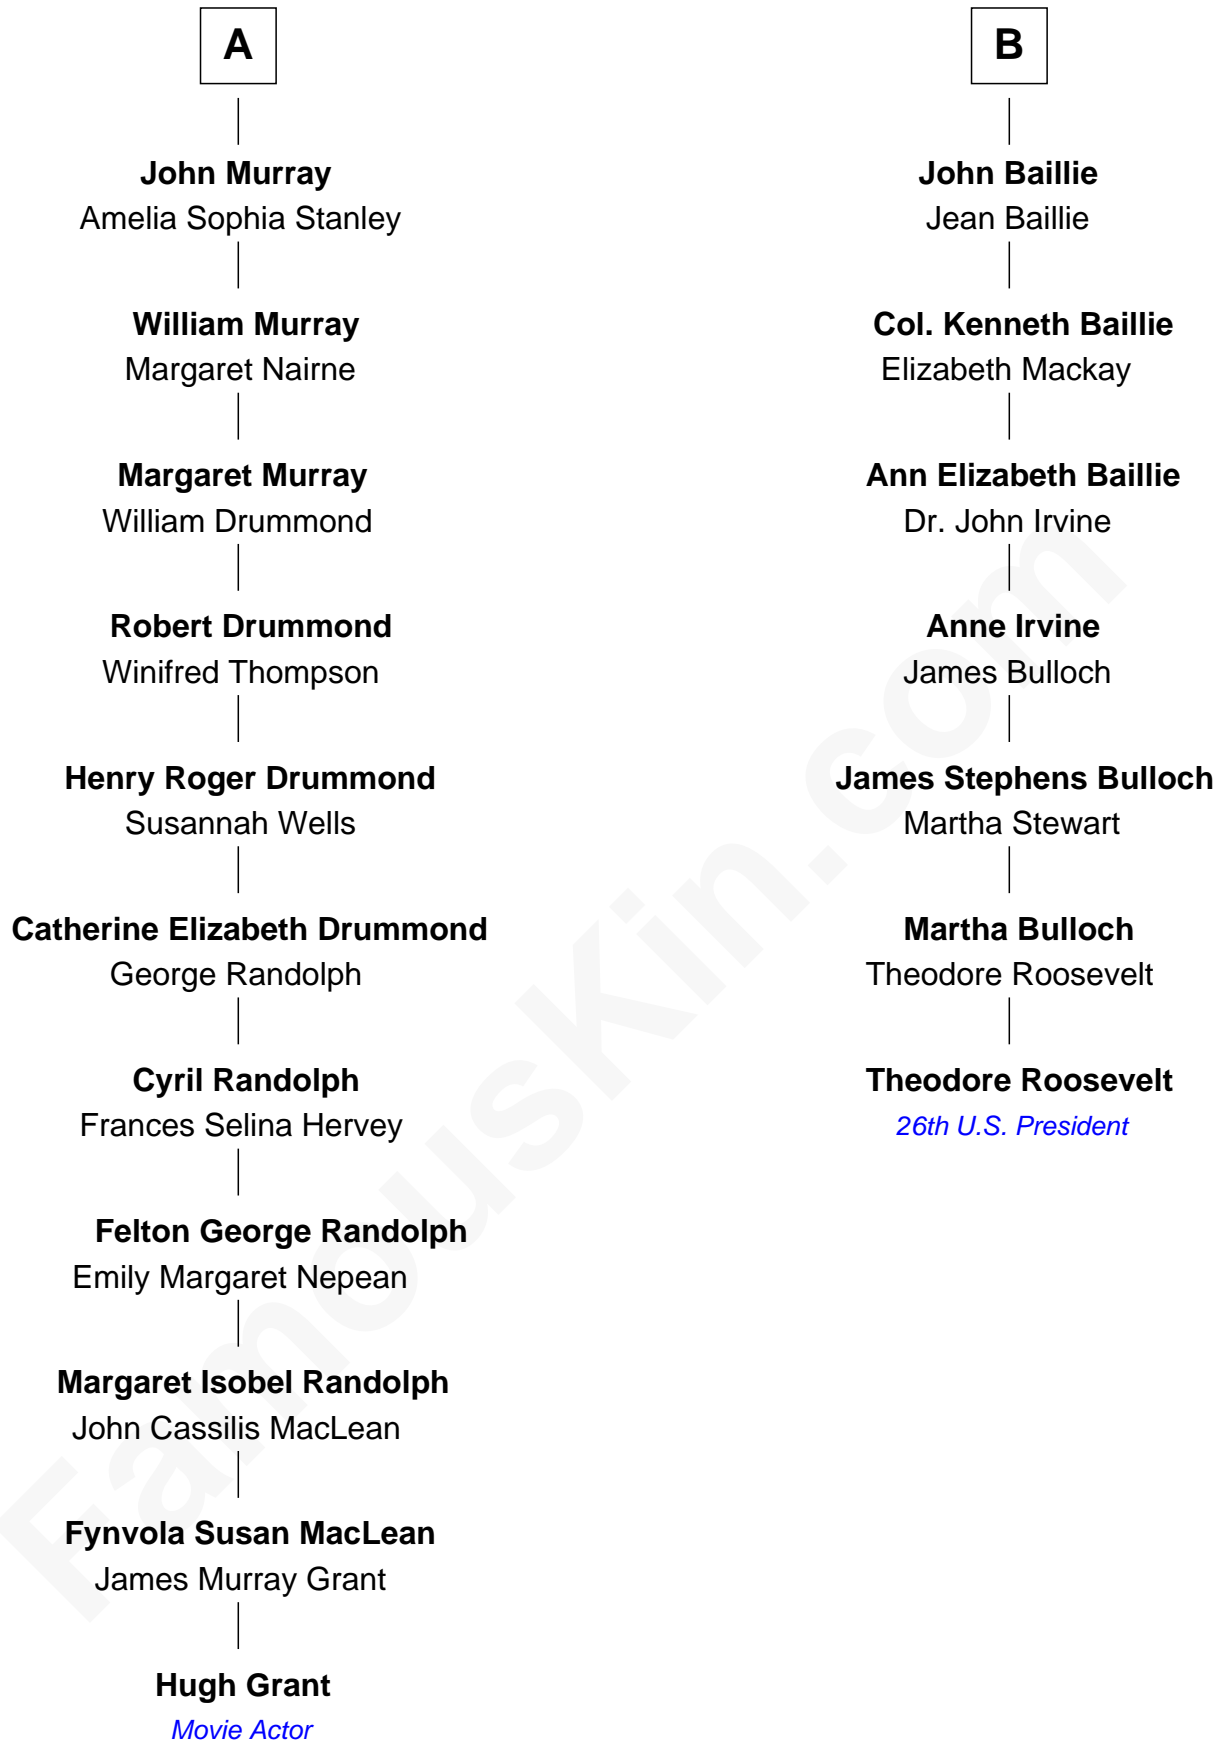 A
John Murray
Amelia Sophia Stanley
William Murray
Margaret Nairne
Margaret Murray
William Drummond
Robert Drummond
Winifred Thompson
Henry Roger Drummond
Susannah Wells
Catherine Elizabeth Drummond
George Randolph
Cyril Randolph
Frances Selina Hervey
Felton George Randolph
Emily Margaret Nepean
Margaret Isobel Randolph
John Cassilis MacLean
Fynvola Susan MacLean
James Murray Grant
Hugh Grant
Movie Actor
B
John Baillie
Jean Baillie
Col. Kenneth Baillie
Elizabeth Mackay
Ann Elizabeth Baillie
Dr. John Irvine
Anne Irvine
James Bulloch
James Stephens Bulloch
Martha Stewart
Martha Bulloch
Theodore Roosevelt
Theodore Roosevelt
26th U.S. President
FamousKin.com